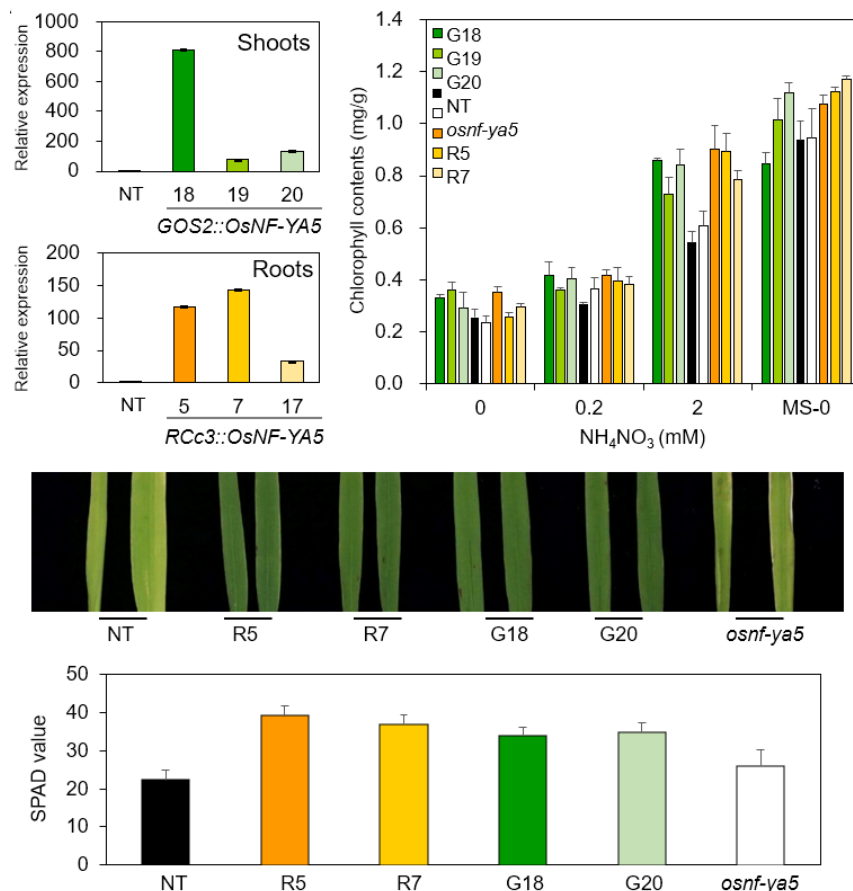 Shoots
Relative expression
1000
800
600
400
200
0
NT 18 19 20
GOS2::OsNF-YA5
Roots
Relative expression
200
150
100
50
0
NT 5 7 17
RCc3::OsNF-YA5
G18
G19
G20
NT
osnf-ya5
R5
R7
Chlorophyll contents (mg/g)
1.4
1.2
1.0
0.8
0.6
0.4
0.2
0.0
0 0.2 2 MS-0
NH₄NO₃ (mM)
NT R5 R7 G18 G20 osnf-ya5
SPAD value
50
40
30
20
10
0
NT R5 R7 G18 G20 osnf-ya5